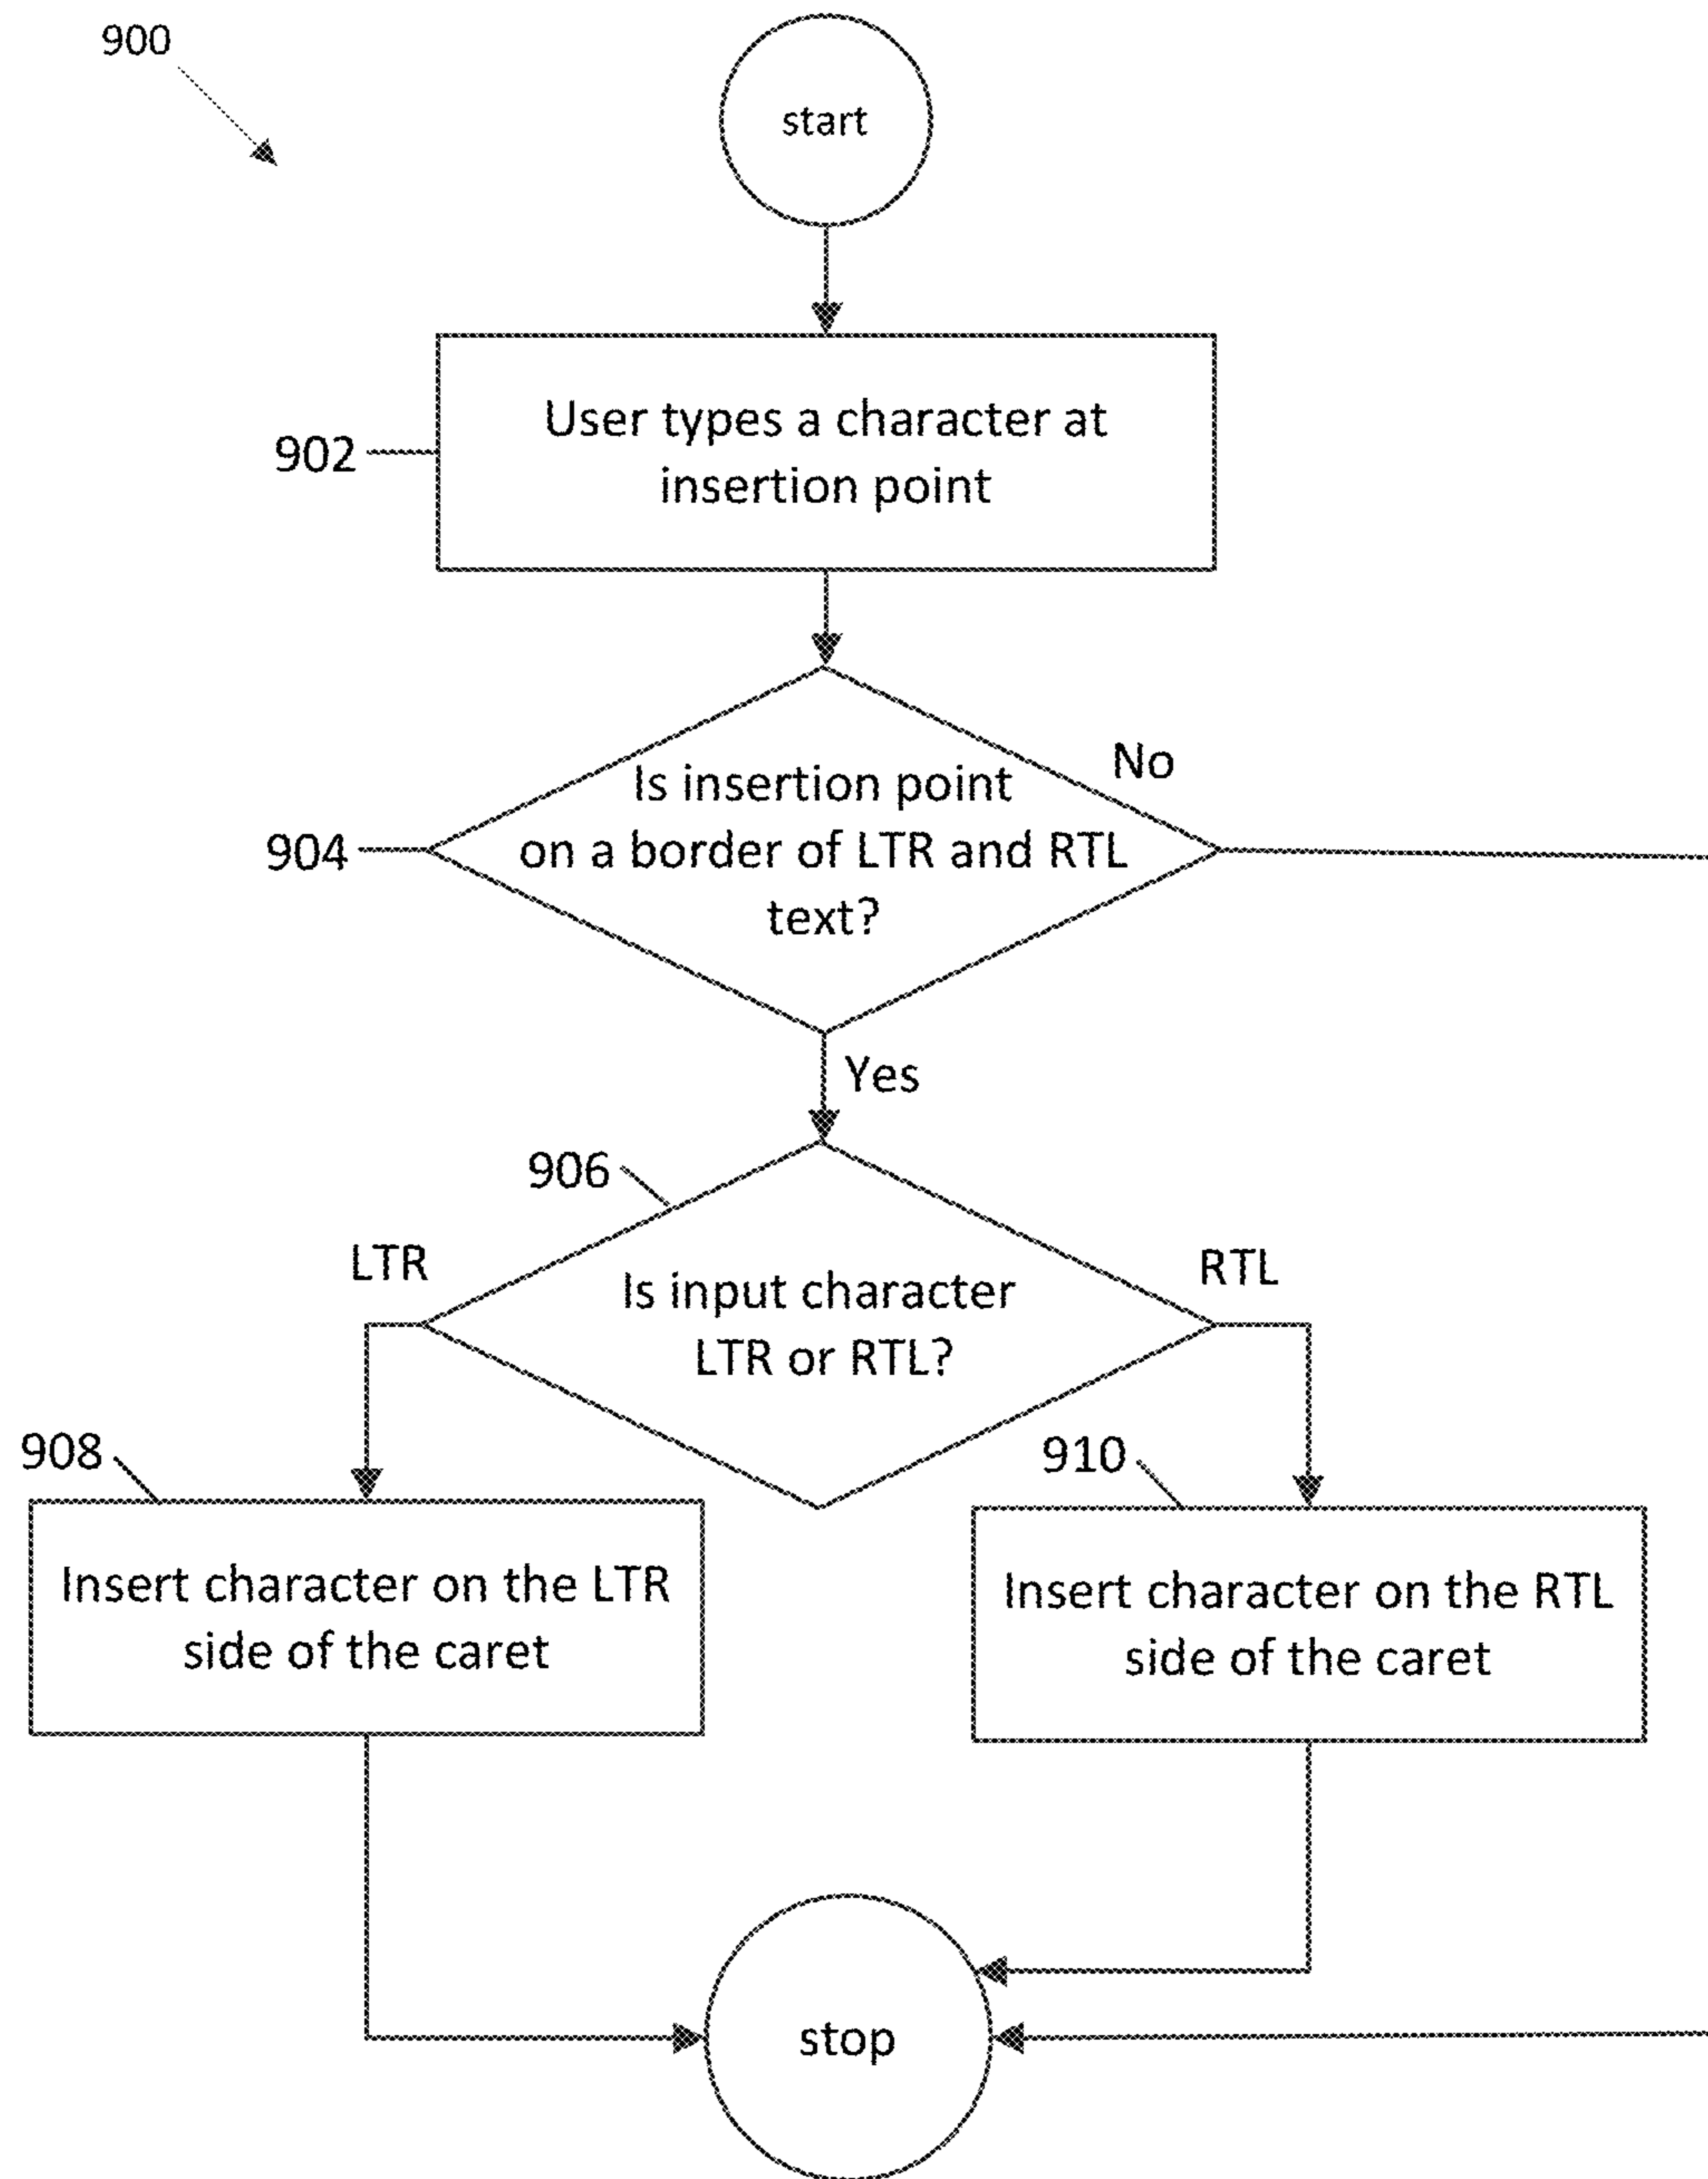 900
start
902
User types a character at
insertion point
No
904
Is insertion point
on a border of LTR and RTL
text?
Yes
906
LTR
RTL
Is input character
LTR or RTL?
908
910
Insert character on the LTR
side of the caret
Insert character on the RTL
side of the caret
stop